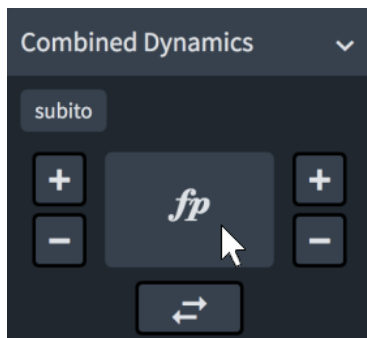 Combined Dynamics
subito
+ fp +
− −